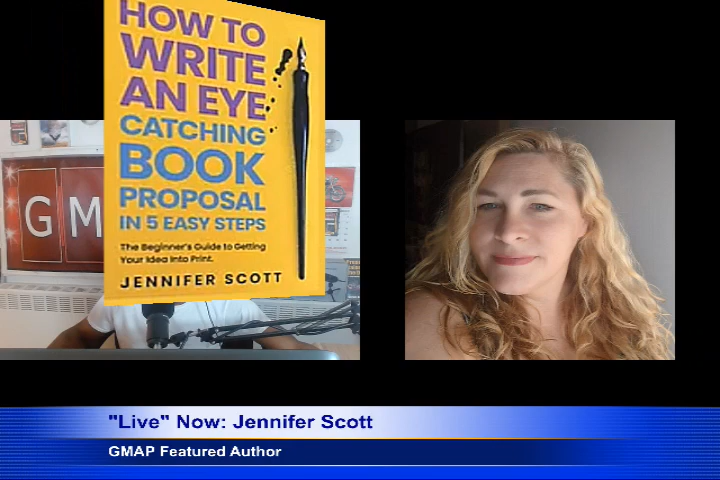 HOW TO
WRITE
AN EYE
CATCHING
BOOK
PROPOSAL
IN 5 EASY STEPS
The Beginner's Guide to Getting
Your Idea Into Print.
JENNIFER SCOTT
G M
"Live" Now: Jennifer Scott
GMAP Featured Author